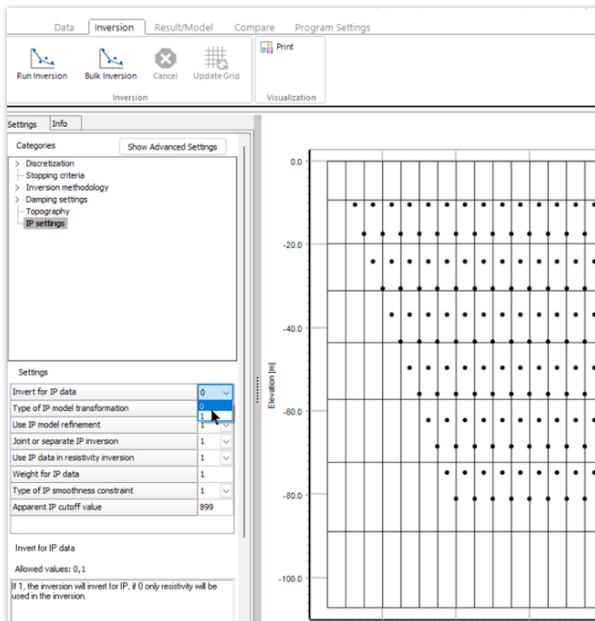 Data Inversion Result/Model Compare Program Settings
Run Inversion Bulk Inversion Cancel Update Grid Print
Inversion Visualization
Settings Info
Categories Show Advanced Settings
Discretization
Stopping criteria
Inversion methodology
Damping settings
Topography
IP settings
Settings
Invert for IP data 0
0
Type of IP model transformation
1
Use IP model refinement 1
Joint or separate IP inversion 1
Use IP data in resistivity inversion 1
Weight for IP data 1
Type of IP smoothness constraint 1
Apparent IP cutoff value 899
Invert for IP data
Allowed values: 0,1
If 1, the inversion will invert for IP, if 0 only resistivity will be
used in the inversion.
Elevation [m]
0.0
-20.0
-40.0
-60.0
-80.0
-100.0